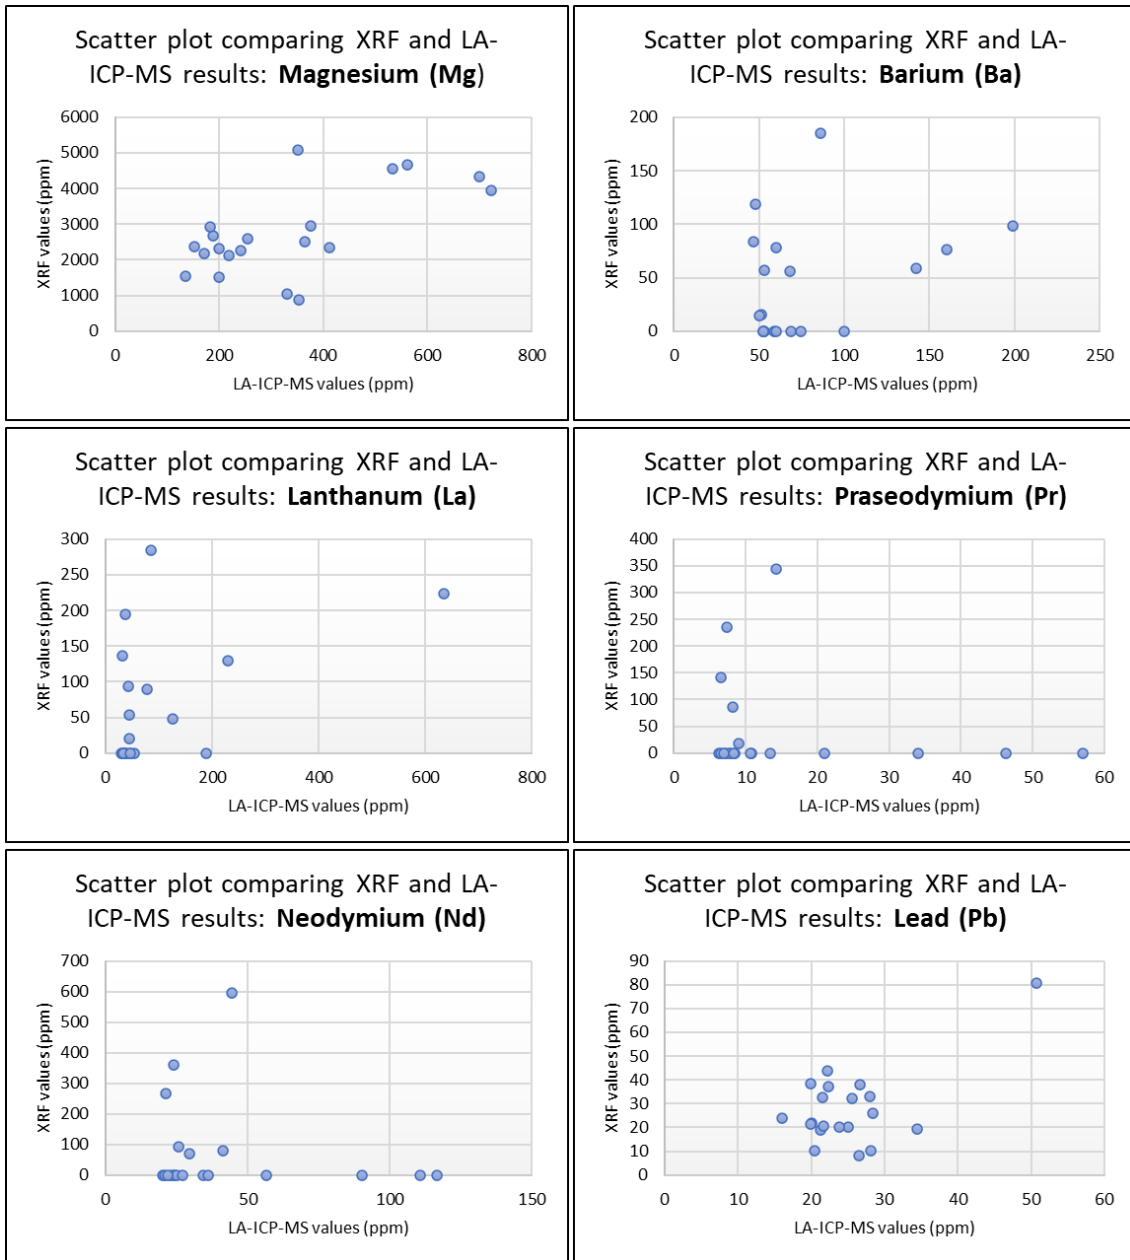 Scatter plot comparing XRF and LA-
ICP-MS results: Magnesium (Mg)
6000
5000
4000
3000
2000
1000
0
XRF values (ppm)
0 200 400 600 800
LA-ICP-MS values (ppm)
Scatter plot comparing XRF and LA-
ICP-MS results: Barium (Ba)
200
150
100
50
0
XRF values (ppm)
0 50 100 150 200 250
LA-ICP-MS values (ppm)
Scatter plot comparing XRF and LA-
ICP-MS results: Lanthanum (La)
300
250
200
150
100
50
0
XRF values (ppm)
0 200 400 600 800
LA-ICP-MS values (ppm)
Scatter plot comparing XRF and LA-
ICP-MS results: Praseodymium (Pr)
400
350
300
250
200
150
100
50
0
XRF values (ppm)
0 10 20 30 40 50 60
LA-ICP-MS values (ppm)
Scatter plot comparing XRF and LA-
ICP-MS results: Neodymium (Nd)
700
600
500
400
300
200
100
0
XRF values (ppm)
0 50 100 150
LA-ICP-MS values (ppm)
Scatter plot comparing XRF and LA-
ICP-MS results: Lead (Pb)
90
80
70
60
50
40
30
20
10
0
XRF values (ppm)
0 10 20 30 40 50 60
LA-ICP-MS values (ppm)